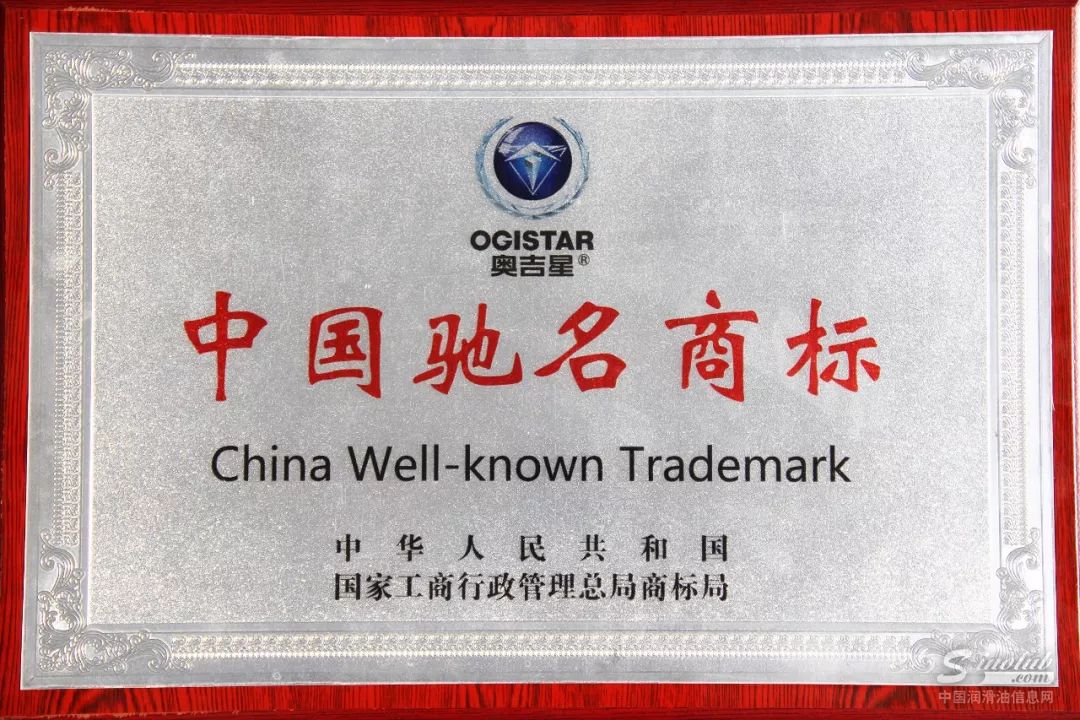 OGISTAR
奥吉星®
中国驰名商标
China Well-known Trademark
中华人民共和国
国家工商行政管理总局商标局
Sinolub
.com
中国润滑油信息网